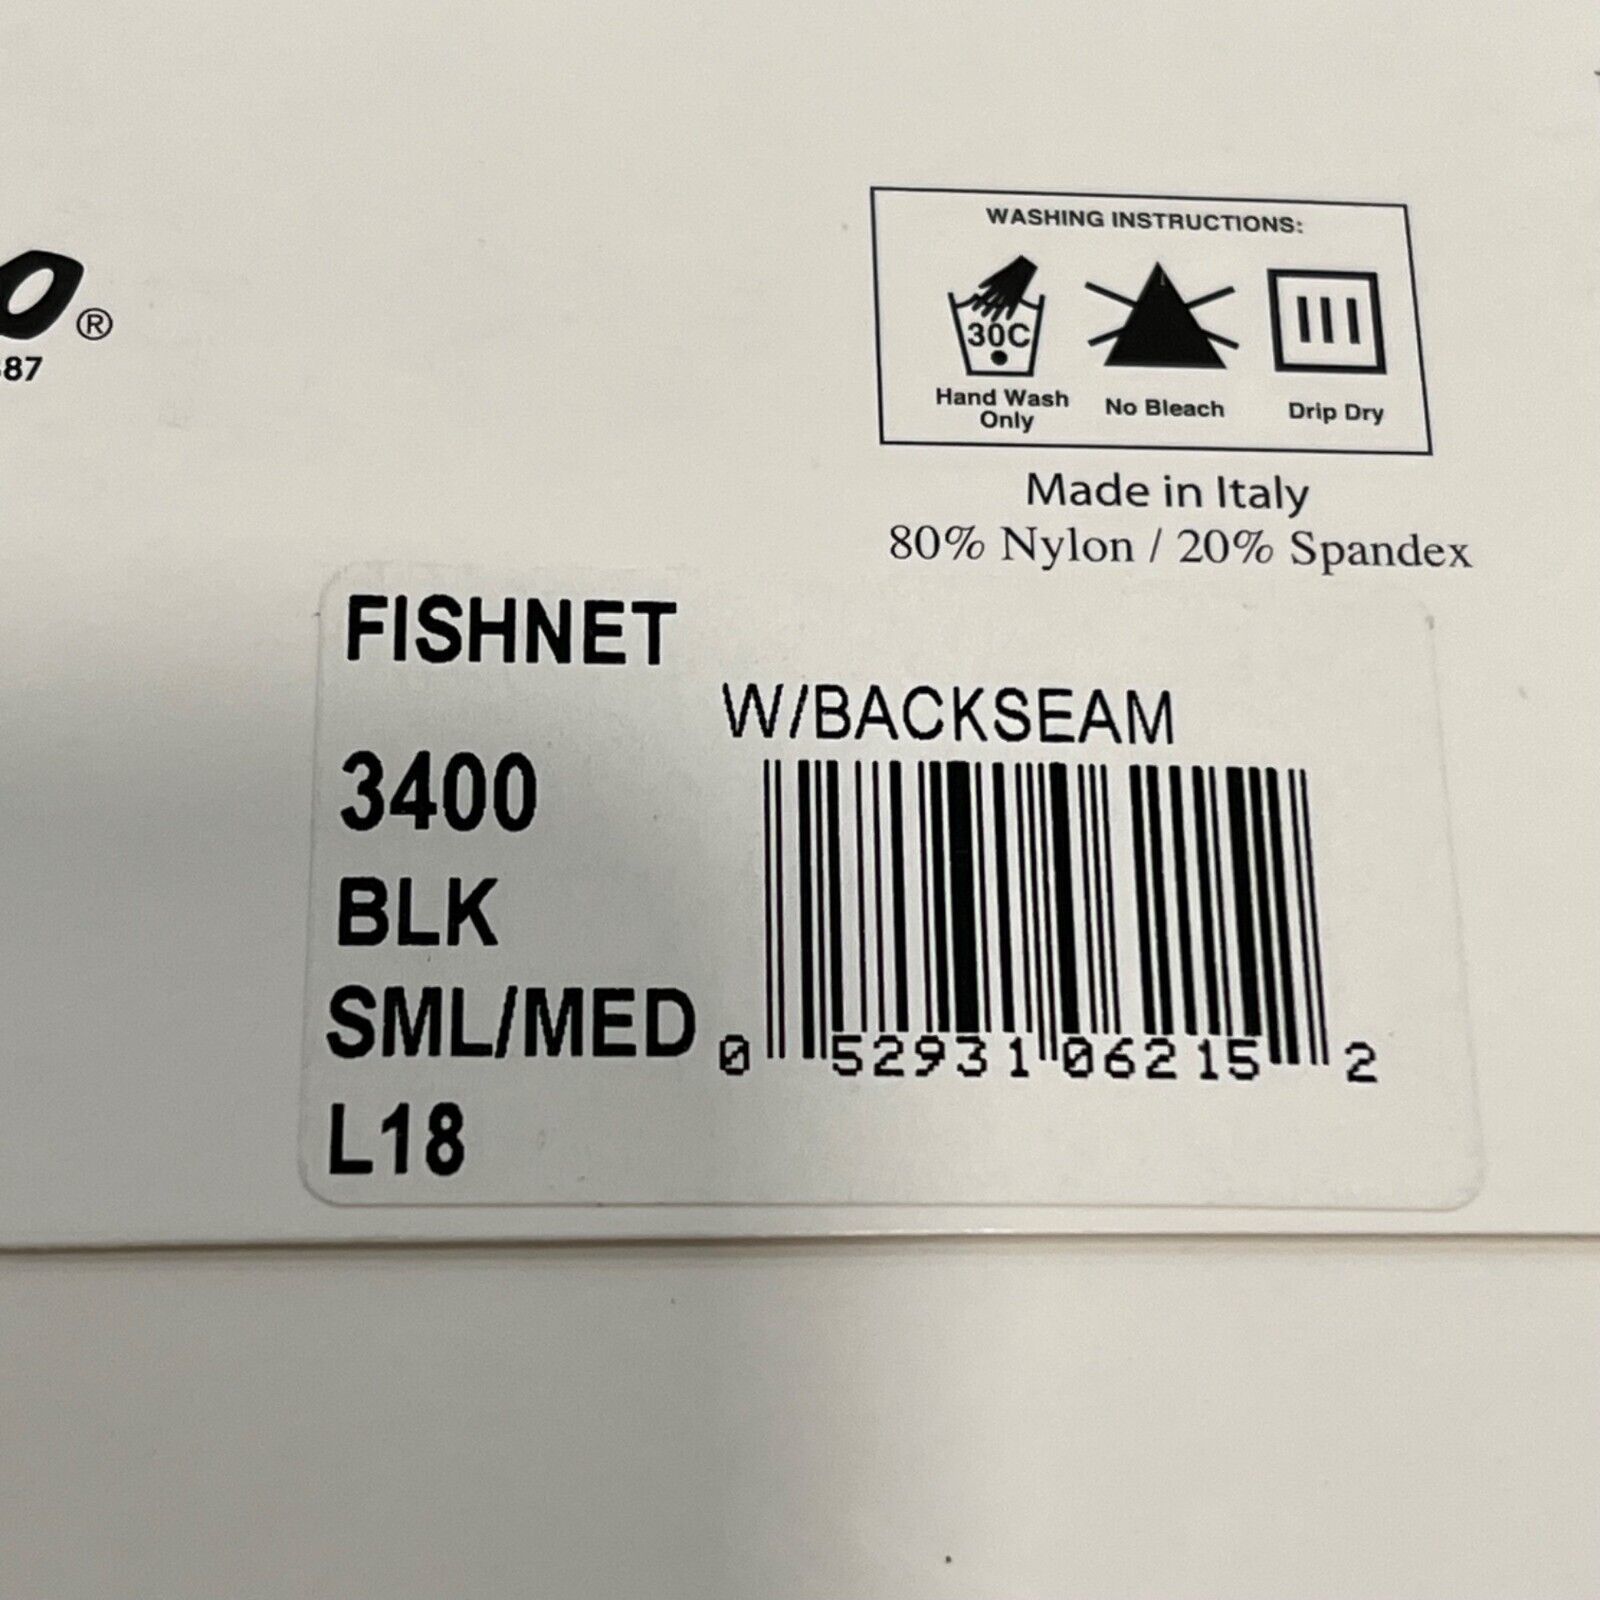 WASHING INSTRUCTIONS:
30C
Hand Wash
Only
No Bleach
Drip Dry
®
87
Made in Italy
80% Nylon / 20% Spandex
FISHNET
W/BACKSEAM
3400
BLK
SML/MED
0 52931 06215 2
L18